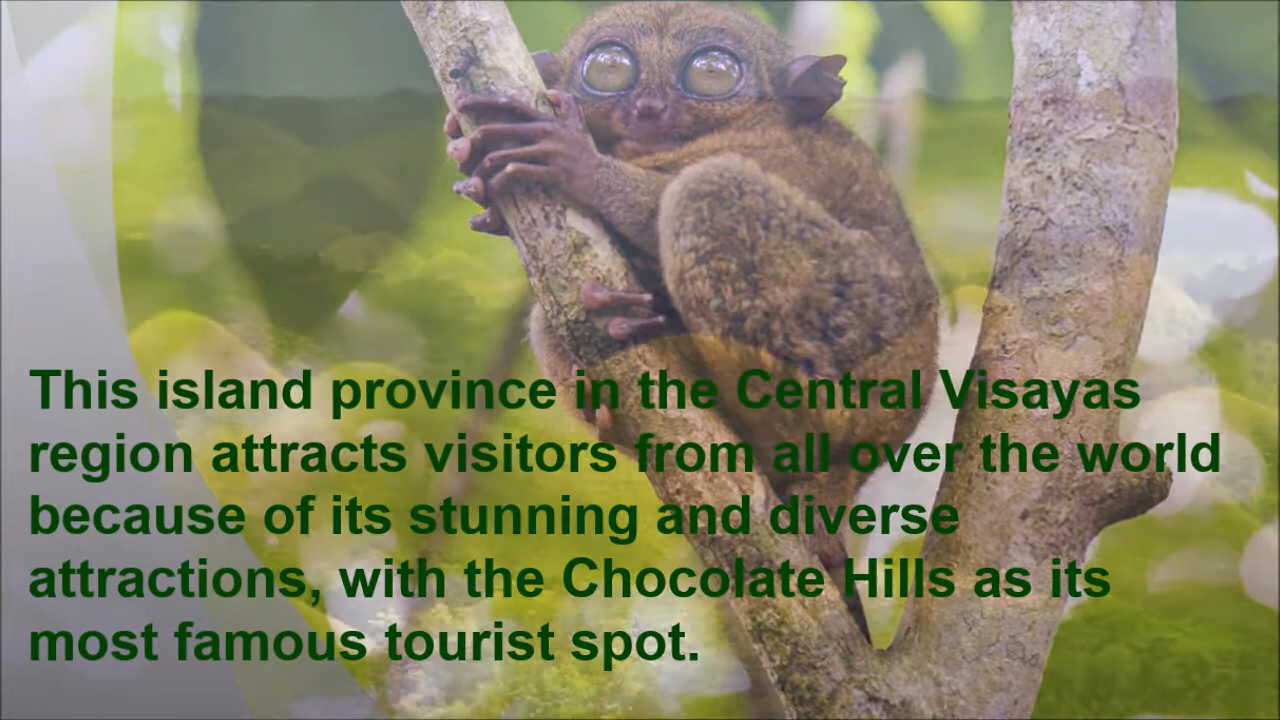 This island province in the Central Visayas
region attracts visitors from all over the world
because of its stunning and diverse
attractions, with the Chocolate Hills as its
most famous tourist spot.